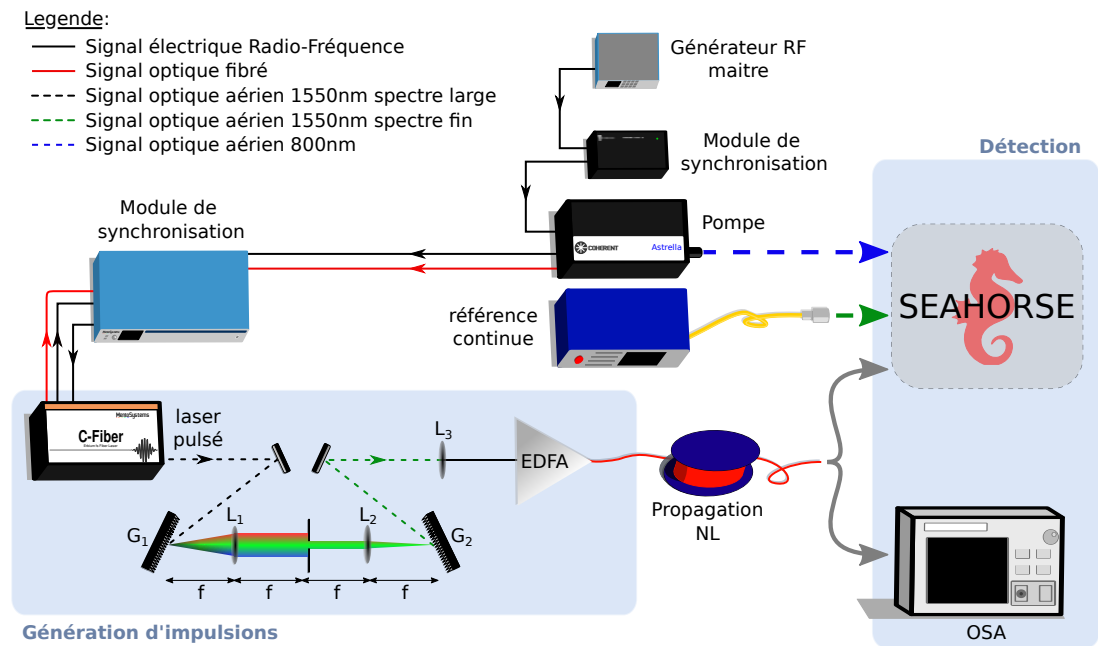 Legende:
Signal électrique Radio-Fréquence
Signal optique fibré
Signal optique aérien 1550nm spectre large
Signal optique aérien 1550nm spectre fin
Signal optique aérien 800nm
Générateur RF
maitre
Module de
synchronisation
Détection
Module de
synchronisation
Pompe
COHERENT
Astrella
référence
continue
SEAHORSE
MenloSystems
C-Fiber
laser
pulsé
L3
EDFA
G1
L1
L2
G2
f
f
f
f
Propagation
NL
OSA
Génération d'impulsions